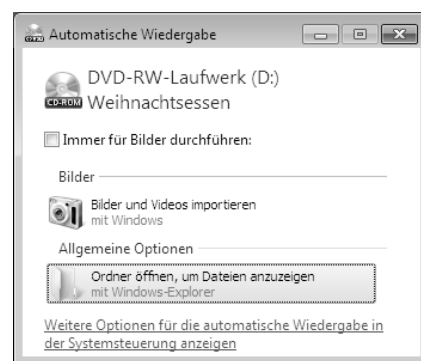 Automatische Wiedergabe
DVD-RW-Laufwerk (D:)
CD-ROM Weihnachtsessen
Immer für Bilder durchführen:
Bilder
Bilder und Videos importieren
mit Windows
Allgemeine Optionen
Ordner öffnen, um Dateien anzuzeigen
mit Windows-Explorer
Weitere Optionen für die automatische Wiedergabe in
der Systemsteuerung anzeigen